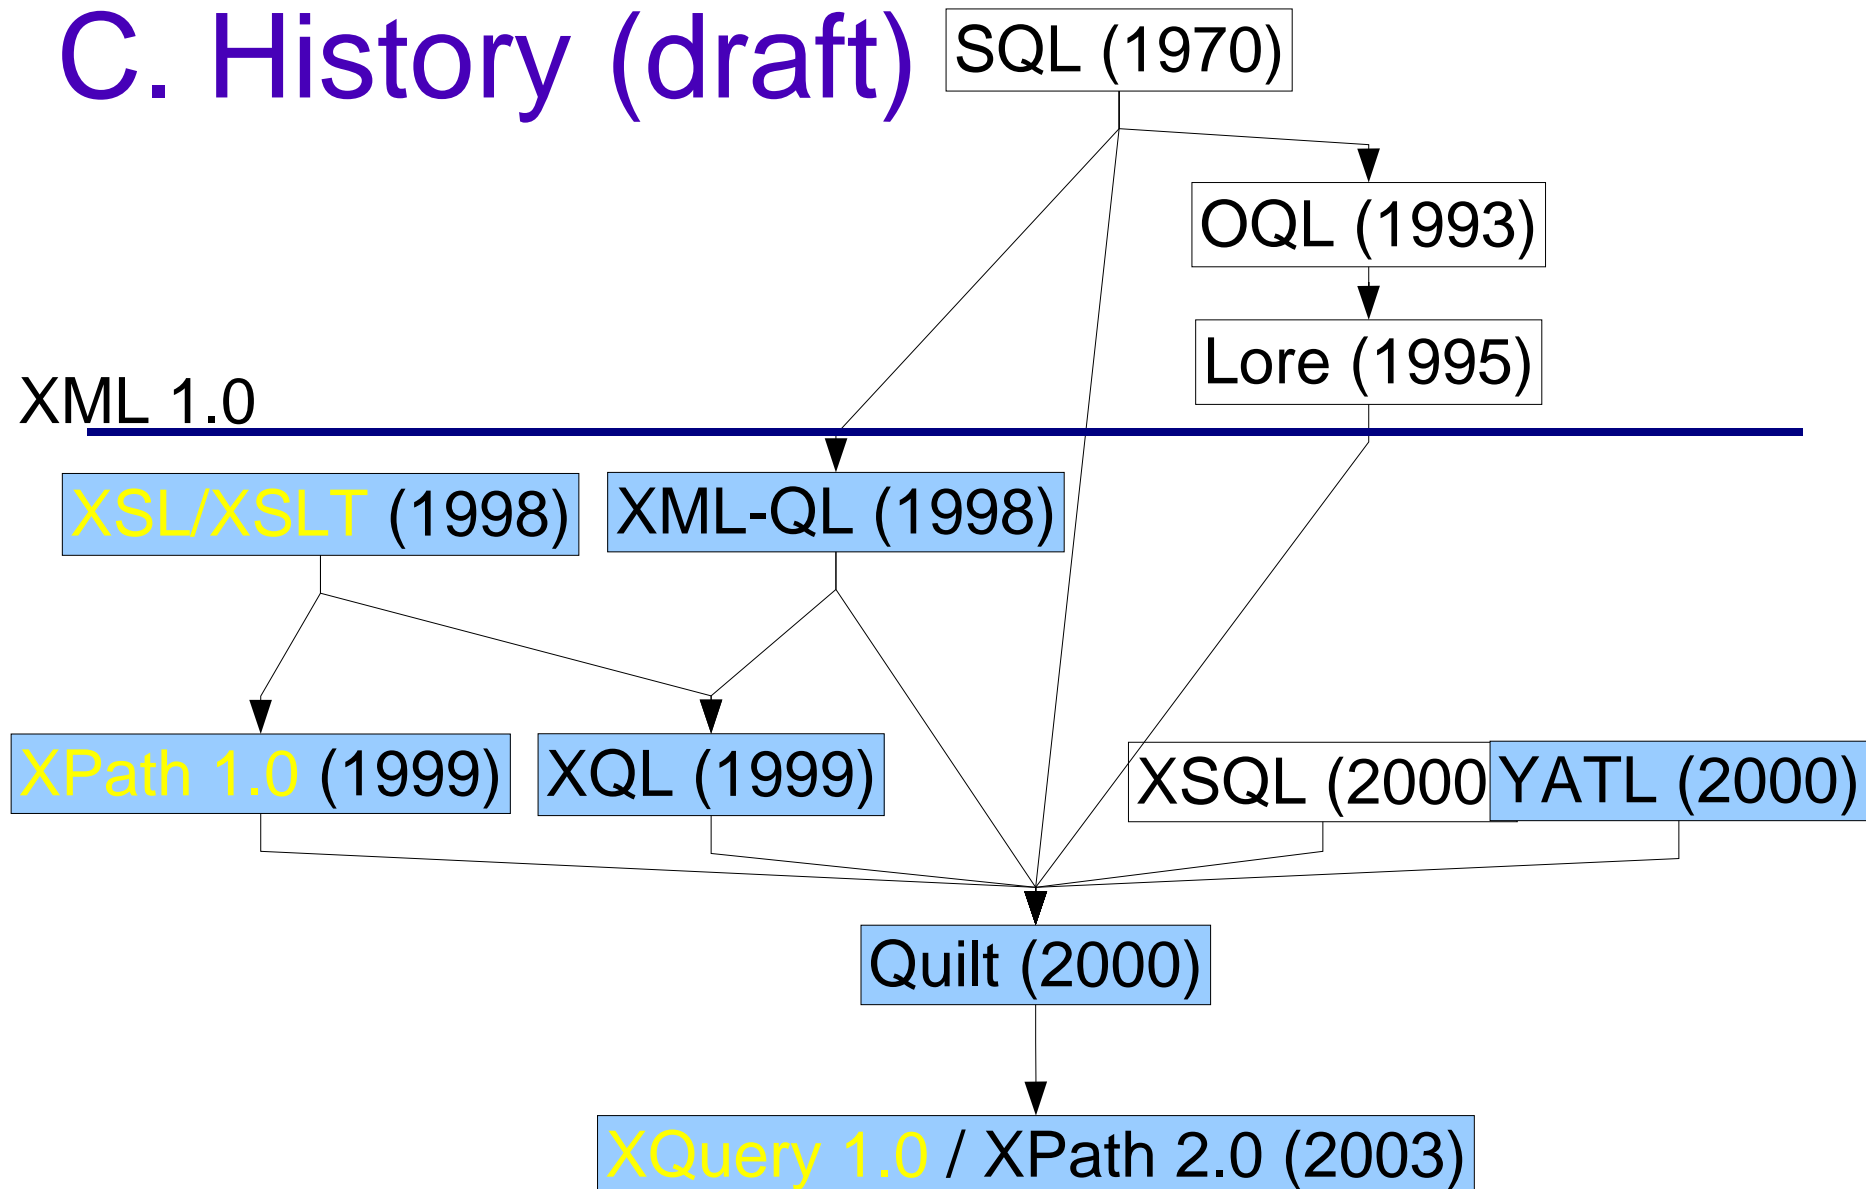 C. History (draft)
SQL (1970)
OQL (1993)
Lore (1995)
XML 1.0
XSL/XSLT (1998)
XML-QL (1998)
XPath 1.0 (1999)
XQL (1999)
XSQL (2000
YATL (2000)
Quilt (2000)
XQuery 1.0 / XPath 2.0 (2003)